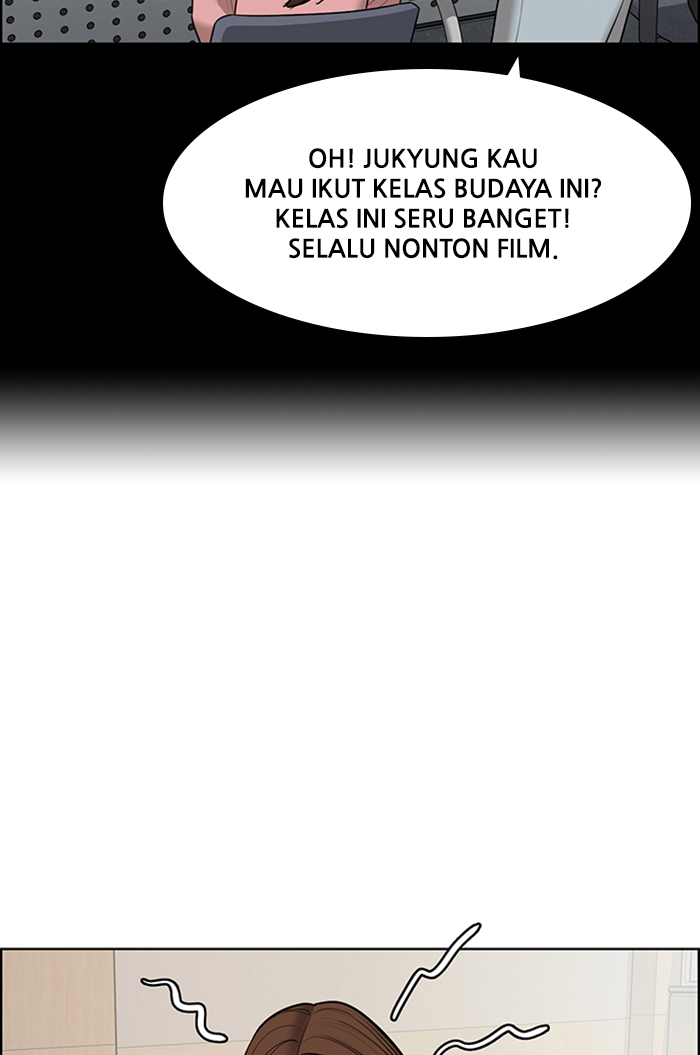 OH! JUKYUNG KAU
MAU IKUT KELAS BUDAYA INI?
KELAS INI SERU BANGET!
SELALU NONTON FILM.